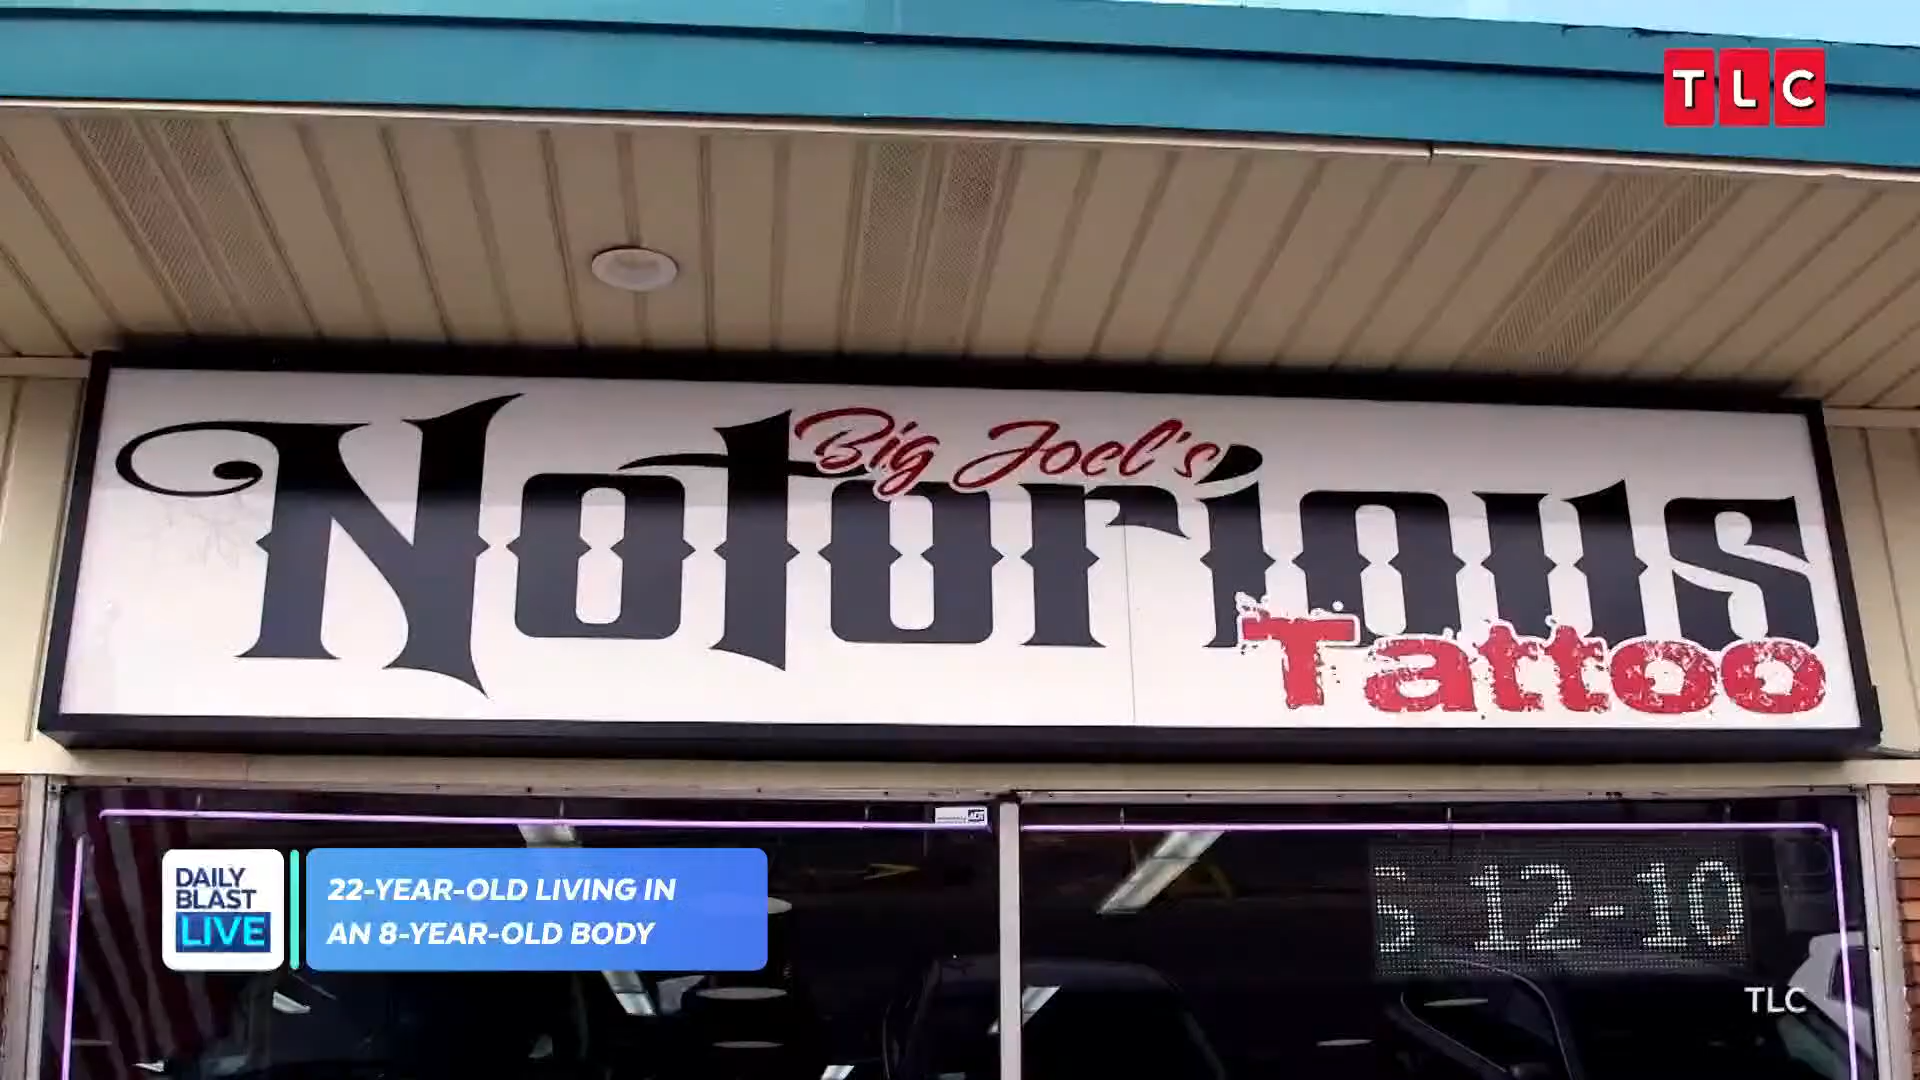 TLC
Big Joel's
Notorious
Tattoo
DAILY
BLAST
LIVE
22-YEAR-OLD LIVING IN
AN 8-YEAR-OLD BODY
12-10
TLC